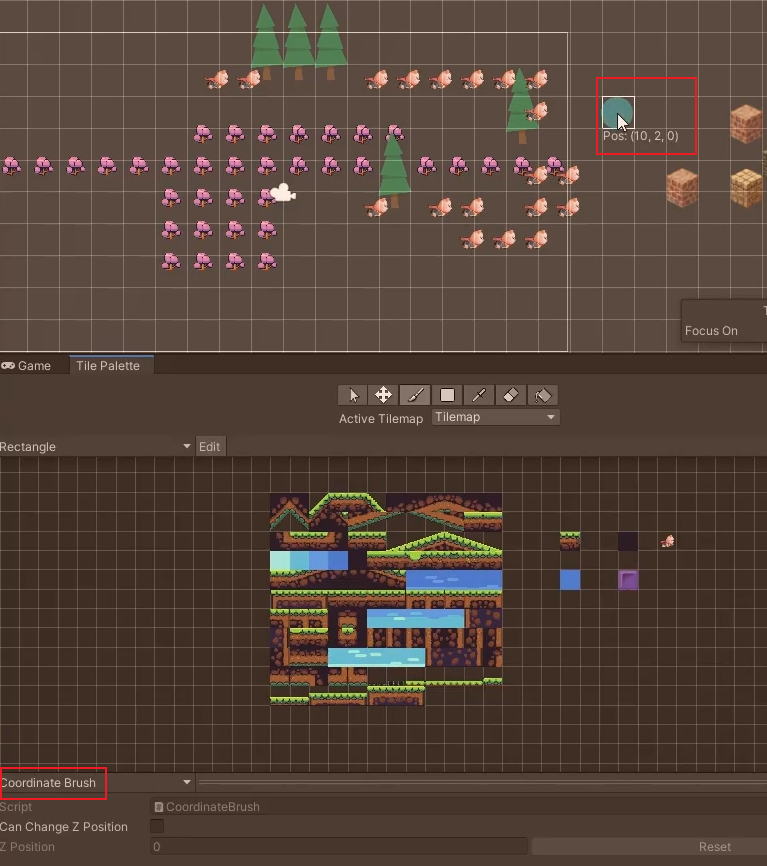 Pos: (10, 2, 0)
Focus On
Game
Tile Palette
Active Tilemap
Tilemap
Rectangle
Edit
Coordinate Brush
Script
CoordinateBrush
Can Change Z Position
Z Position
0
Reset